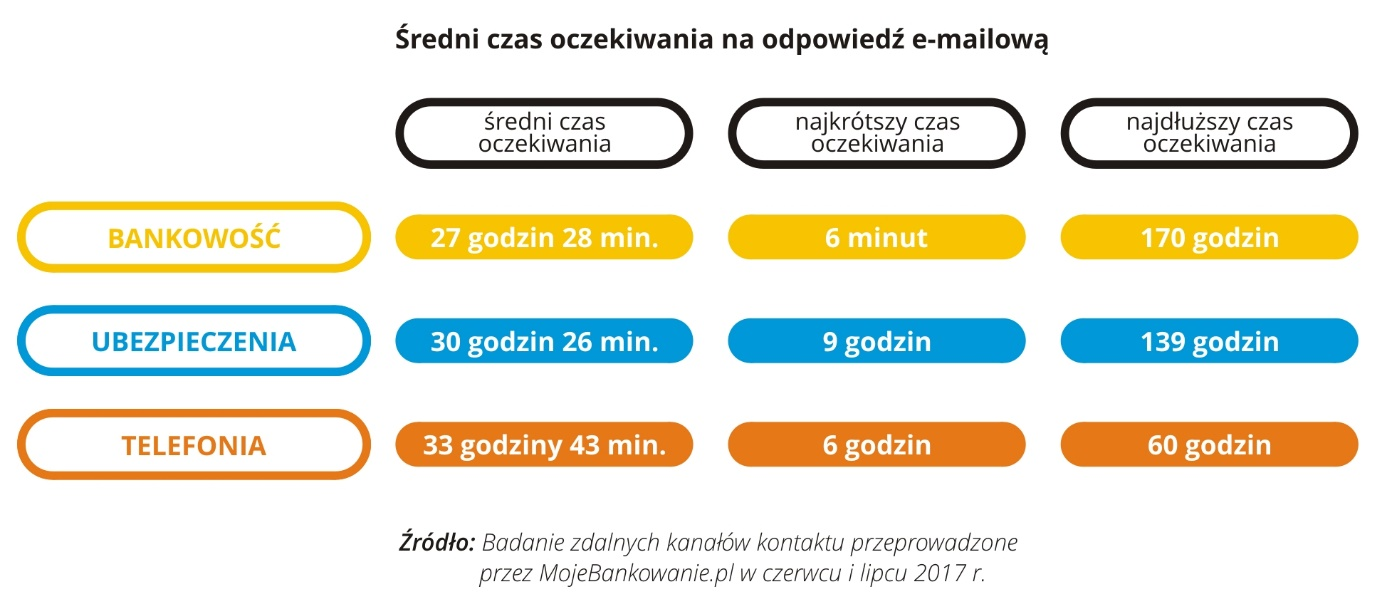 Średni czas oczekiwania na odpowiedź e-mailową
średni czas
oczekiwania
najkrótszy czas
oczekiwania
najdłuższy czas
oczekiwania
BANKOWOŚĆ
27 godzin 28 min.
6 minut
170 godzin
UBEZPIECZENIA
30 godzin 26 min.
9 godzin
139 godzin
TELEFONIA
33 godziny 43 min.
6 godzin
60 godzin
Źródło: Badanie zdalnych kanałów kontaktu przeprowadzone
przez MojeBankowanie.pl w czerwcu i lipcu 2017 r.